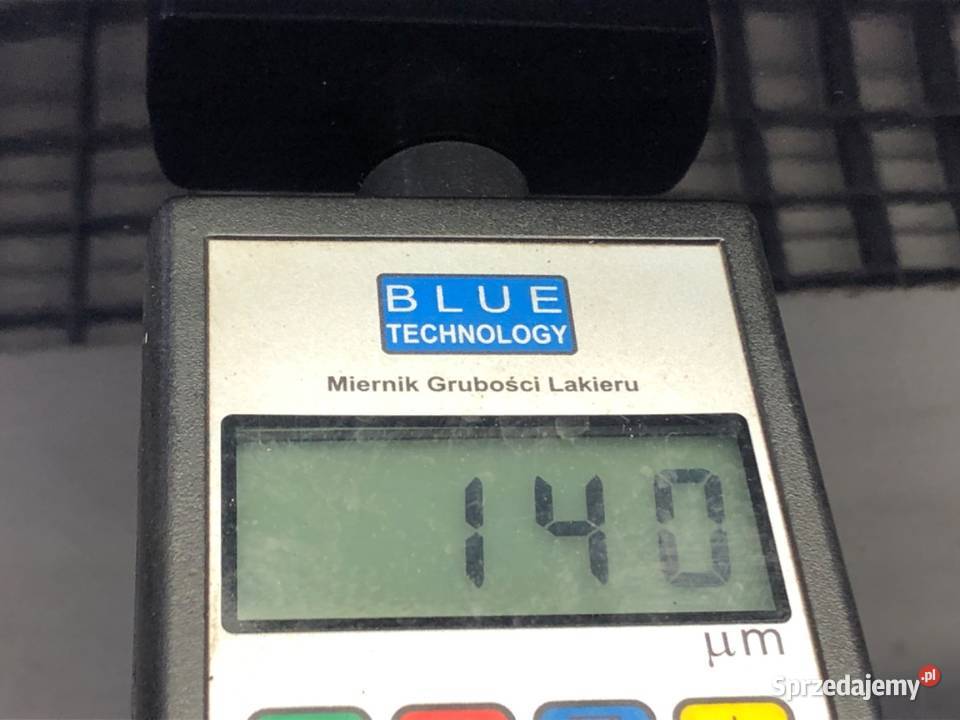 BLUE
TECHNOLOGY
Miernik Grubości Lakieru
140
µm
Sprzedajemy.pl